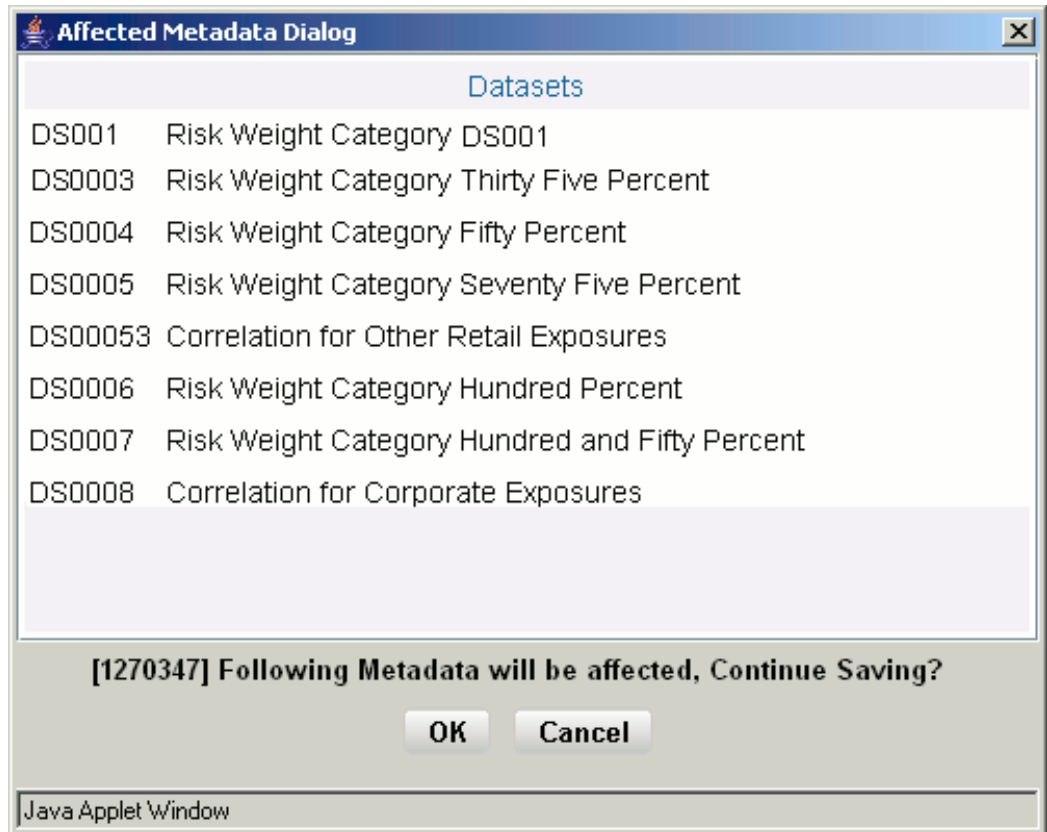 Affected Metadata Dialog
Datasets
DS001 Risk Weight Category DS001
DS0003 Risk Weight Category Thirty Five Percent
DS0004 Risk Weight Category Fifty Percent
DS0005 Risk Weight Category Seventy Five Percent
DS00053 Correlation for Other Retail Exposures
DS0006 Risk Weight Category Hundred Percent
DS0007 Risk Weight Category Hundred and Fifty Percent
DS0008 Correlation for Corporate Exposures
[1270347] Following Metadata will be affected, Continue Saving?
OK Cancel
Java Applet Window